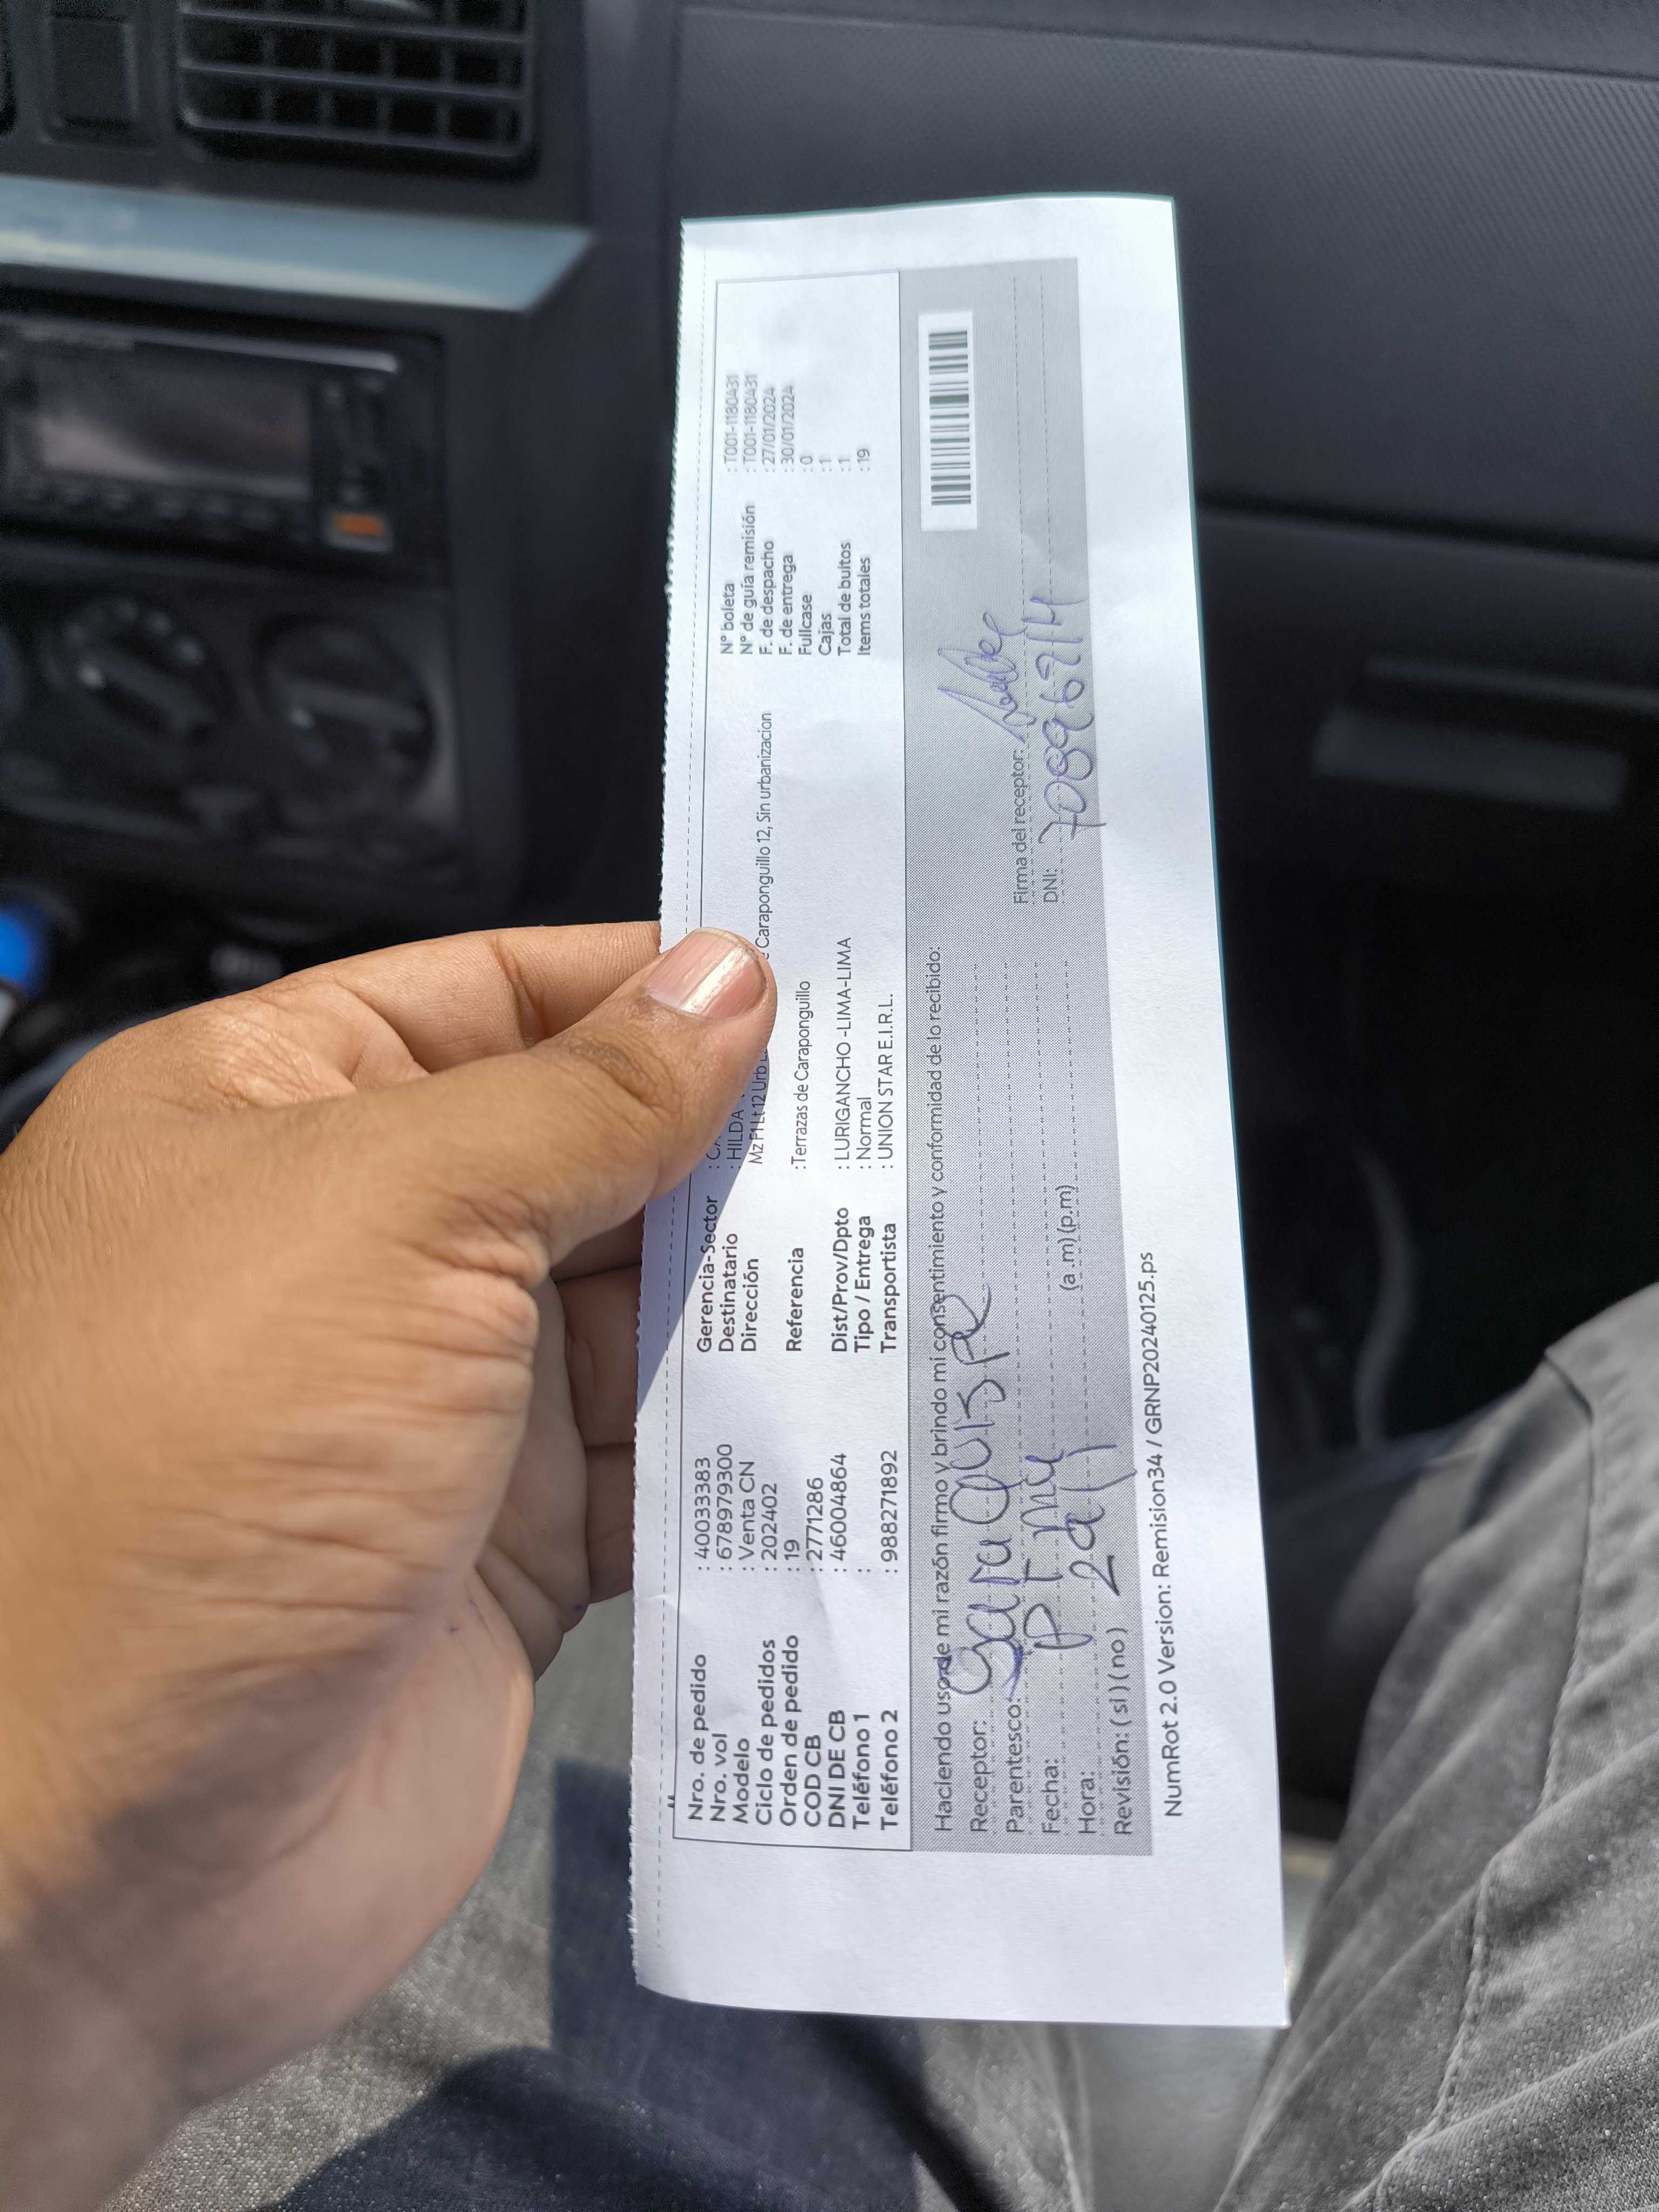 Nro. de pedido : 40033383
Nro. vol : 678979300
Modelo : Venta CN
Ciclo de pedidos : 202402
Orden de pedido : 19
COD CB : 2771286
DNI DE CB : 46004864
Teléfono 1 :
Teléfono 2 : 988271892
Gerencia-Sector :
Destinatario : HILDA
Dirección Mz F1 Lt 12 Urb Caraponguillo 12, Sin urbanizacion
Referencia :Terrazas de Caraponguillo
Dist/Prov/Dpto : LURIGANCHO -LIMA-LIMA
Tipo / Entrega : Normal
Transportista : UNION STAR E.I.R.L.
N° boleta : T001-1180431
N° de guía remisión : T001-1180431
F. de despacho : 27/01/2024
F. de entrega : 30/01/2024
Fullcase : 0
Cajas : 1
Total de bultos : 1
Items totales : 19
Haciendo uso de mi razón firmo y brindo mi consentimiento y conformidad de lo recibido:
Receptor: Sara Quispe
Parentesco:
Fecha:
Hora: (a .m) (p.m)
Revisión: ( si ) ( no )
Firma del receptor:
DNI:
NumRot 2.0 Version: Remision34 / GRNP20240125.ps